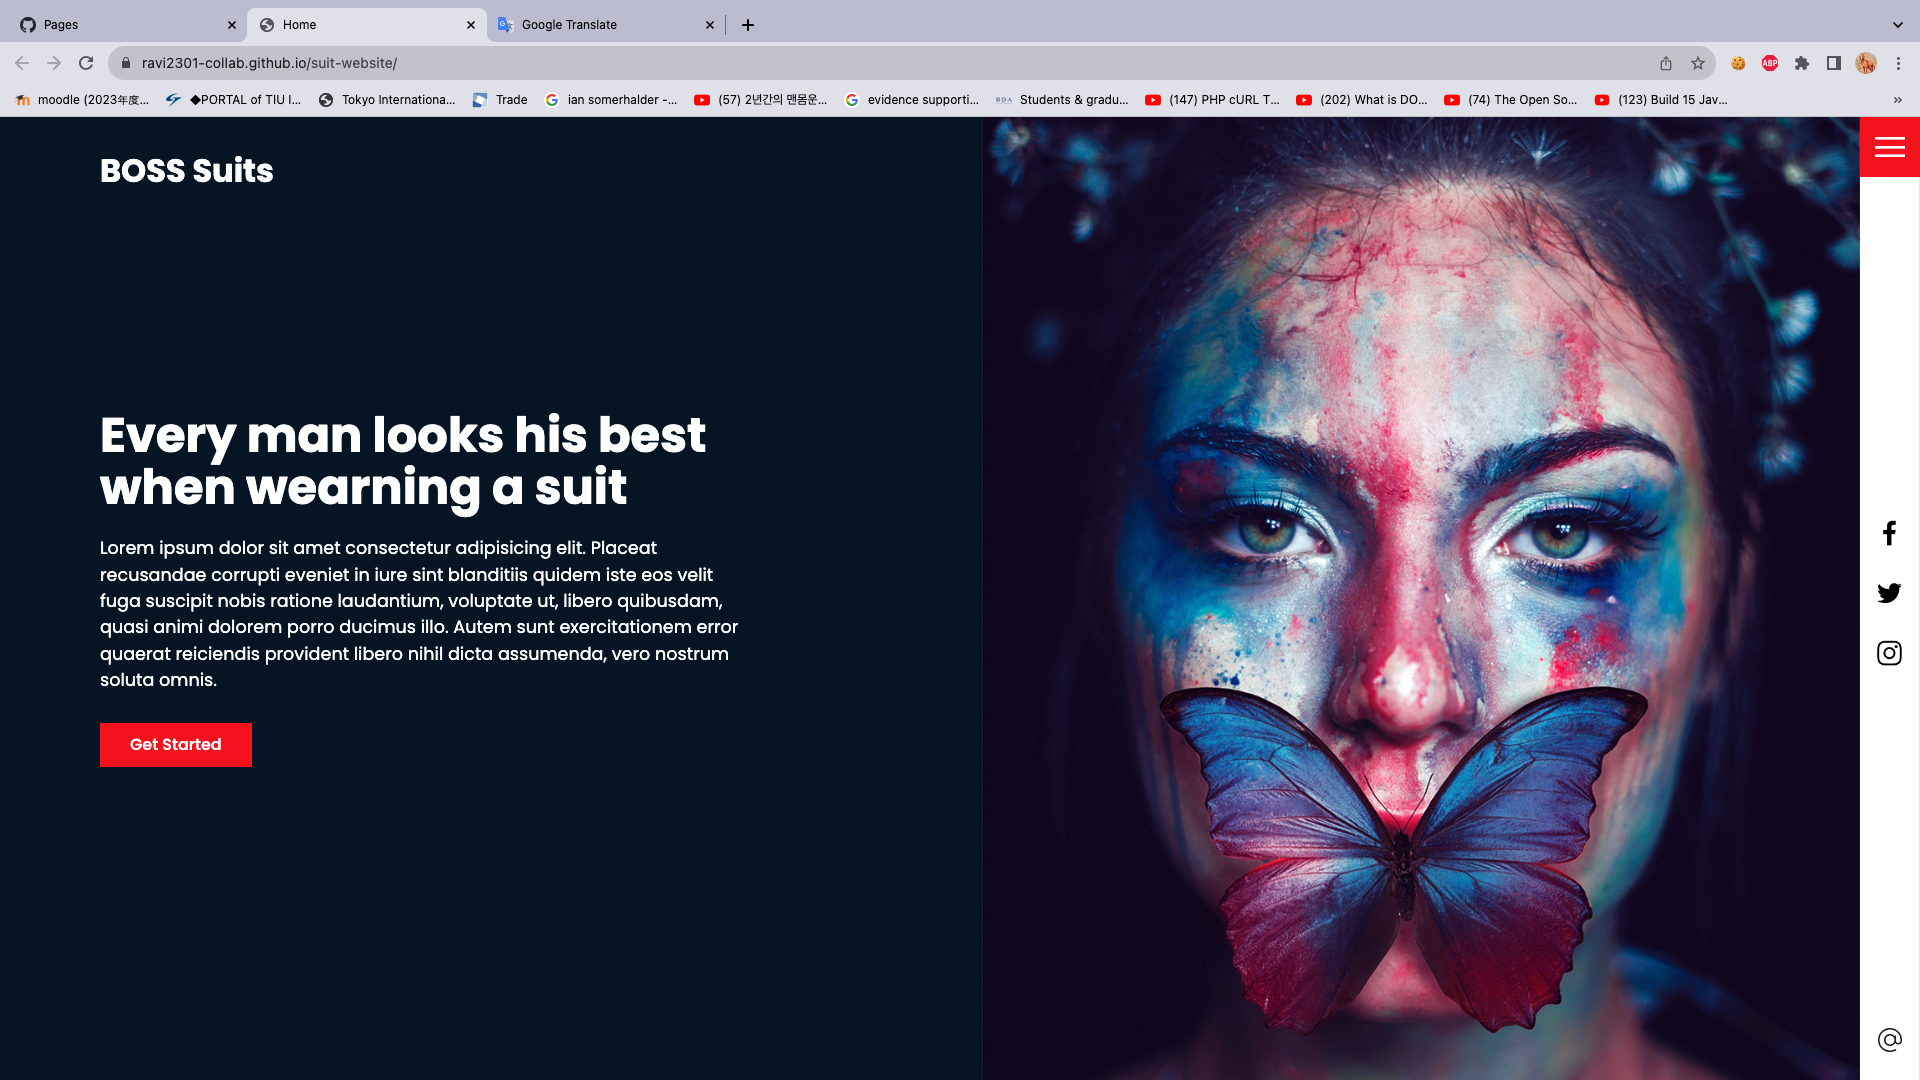 Pages
Home
Google Translate
ravi2301-collab.github.io/suit-website/
ABP
moodle (2023年度...
◆PORTAL of TIU I...
Tokyo Internationa...
Trade
ian somerhalder -...
(57) 2년간의 맨몸운...
evidence supporti...
Students & gradu...
(147) PHP cURL T...
(202) What is DO...
(74) The Open So...
(123) Build 15 Jav...
»
BOSS Suits
Every man looks his best
when wearning a suit
Lorem ipsum dolor sit amet consectetur adipisicing elit. Placeat
recusandae corrupti eveniet in iure sint blanditiis quidem iste eos velit
fuga suscipit nobis ratione laudantium, voluptate ut, libero quibusdam,
quasi animi dolorem porro ducimus illo. Autem sunt exercitationem error
quaerat reiciendis provident libero nihil dicta assumenda, vero nostrum
soluta omnis.
Get Started
@